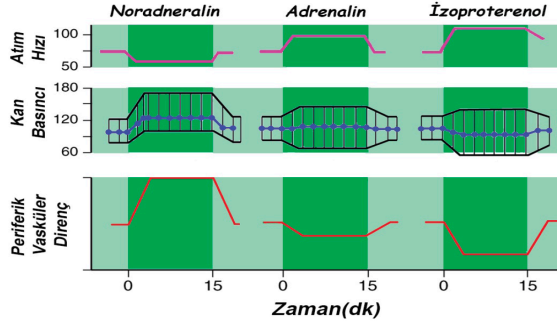 Noradneralin Adrenalin İzoproterenol
Atım
Hızı
100
75
50
Kan
Basıncı
180
120
60
Periferik
Vasküler
Direnç
0 15 0 15 0 15
Zaman(dk)